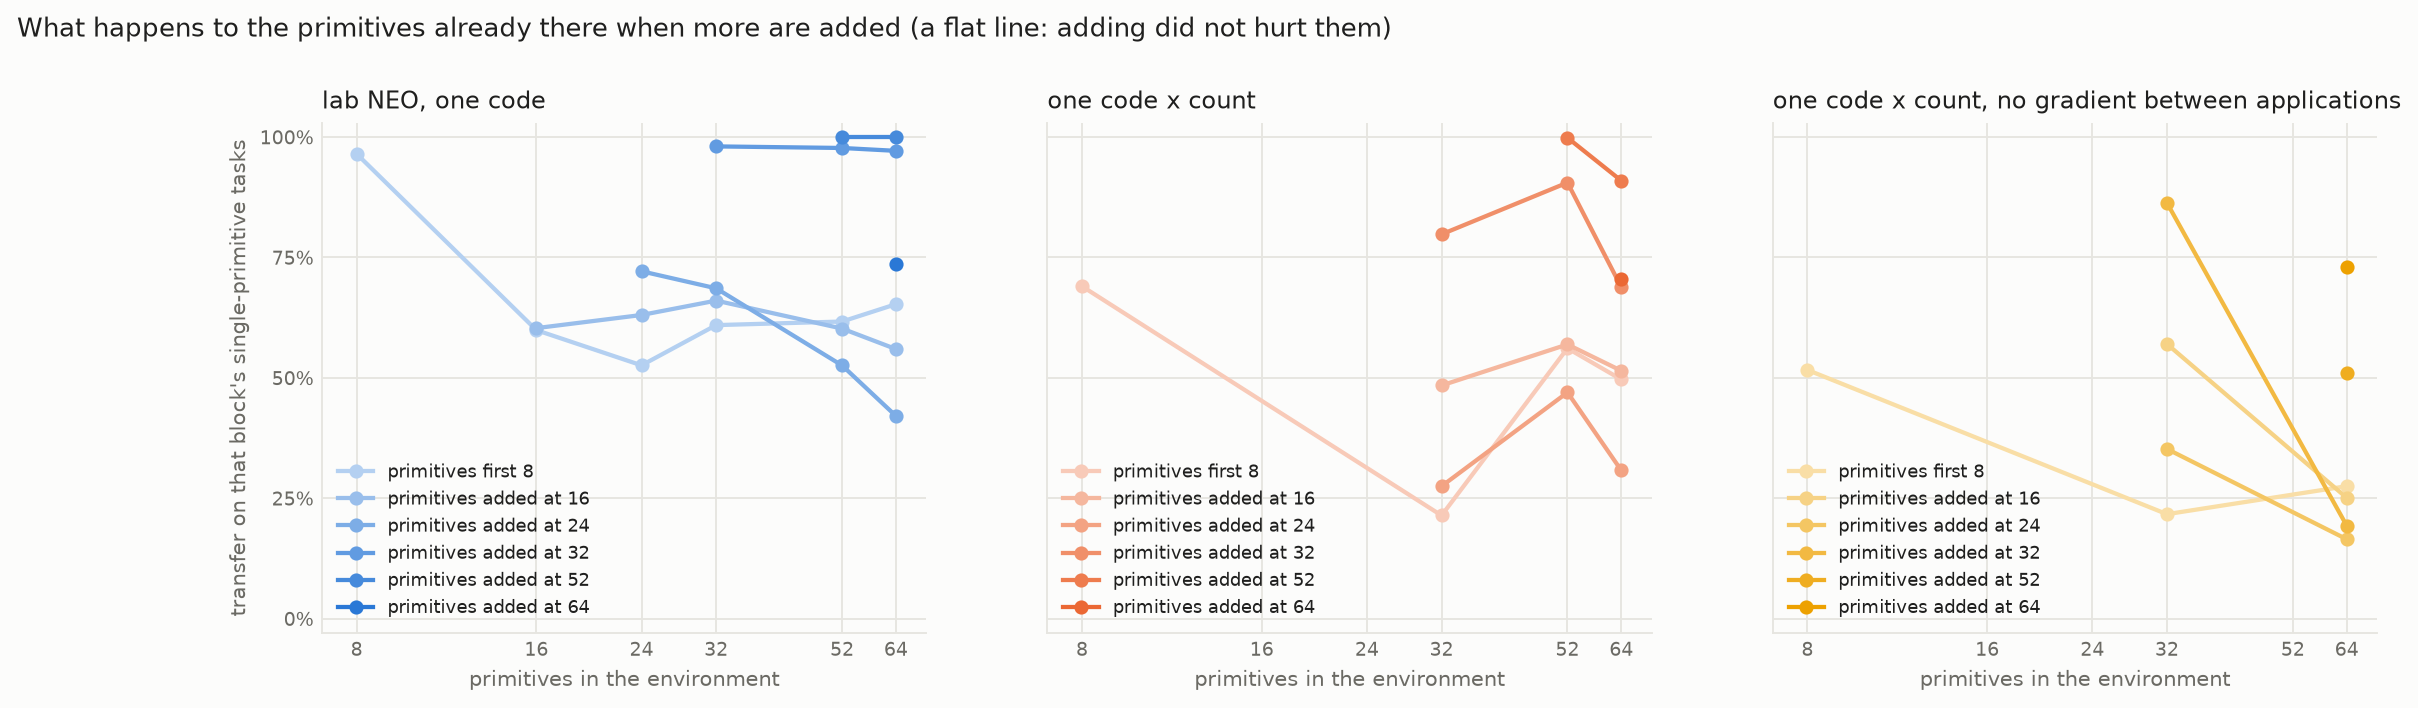 What happens to the primitives already there when more are added (a flat line: adding did not hurt them)
lab NEO, one code
transfer on that block's single-primitive tasks
100%
75%
50%
25%
0%
primitives first 8
primitives added at 16
primitives added at 24
primitives added at 32
primitives added at 52
primitives added at 64
8 16 24 32 52 64
primitives in the environment
one code x count
primitives first 8
primitives added at 16
primitives added at 24
primitives added at 32
primitives added at 52
primitives added at 64
8 16 24 32 52 64
primitives in the environment
one code x count, no gradient between applications
primitives first 8
primitives added at 16
primitives added at 24
primitives added at 32
primitives added at 52
primitives added at 64
8 16 24 32 52 64
primitives in the environment